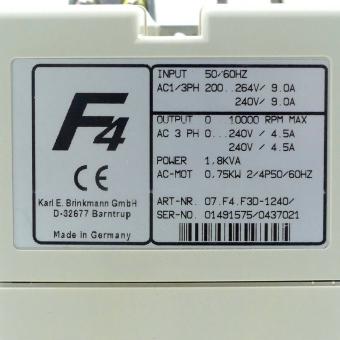 F4
CE
Karl E. Brinkmann GmbH
D-32677 Barntrup
Made in Germany
INPUT 50/60HZ
AC1/3PH 200...264V/ 9.0A
240V/ 9.0A
OUTPUT 0 10000 RPM MAX
AC 3 PH 0...240V/ 4.5A
240V/ 4.5A
POWER 1,8KVA
AC-MOT 0,75KW 2/4P50/60HZ
ART-NR. 07.F4.F3D-1240/
SER-NO. 01491575/0437021